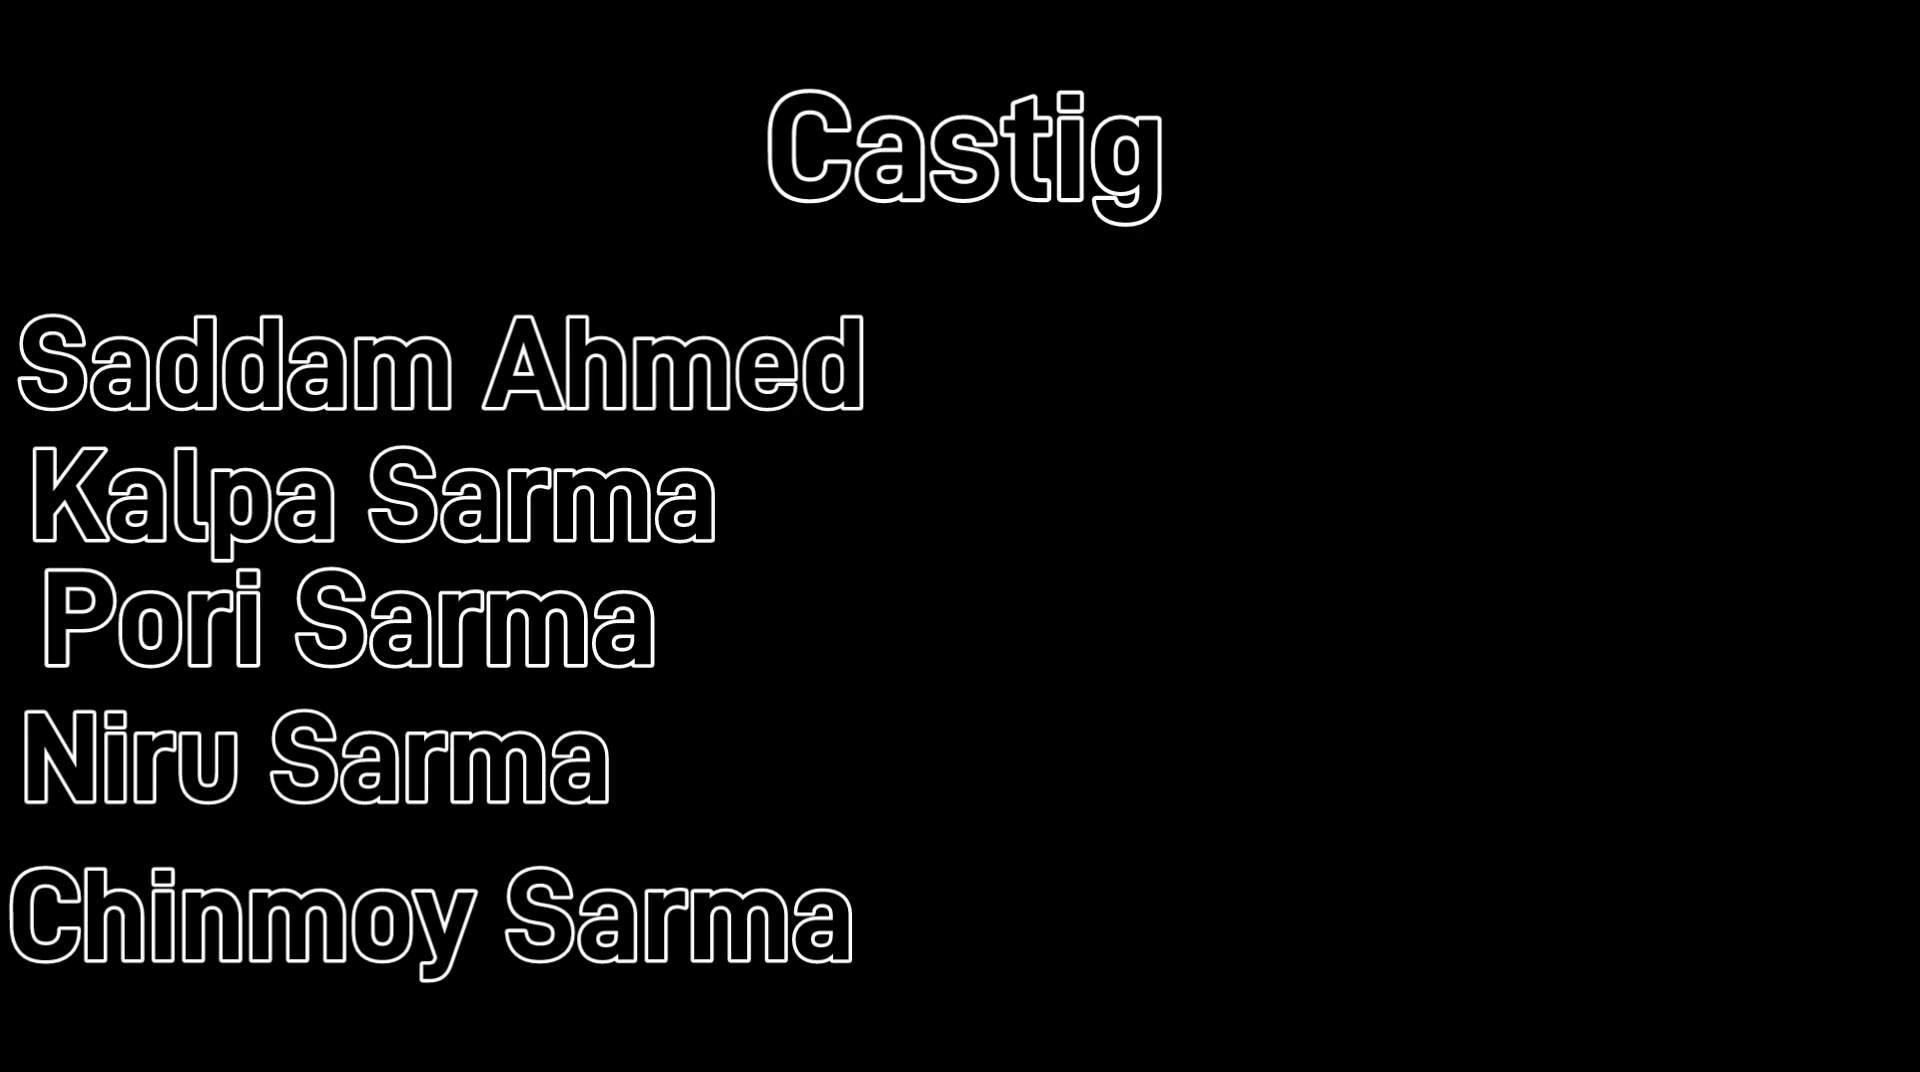 Castig
Saddam Ahmed
Kalpa Sarma
Pori Sarma
Niru Sarma
Chinmoy Sarma